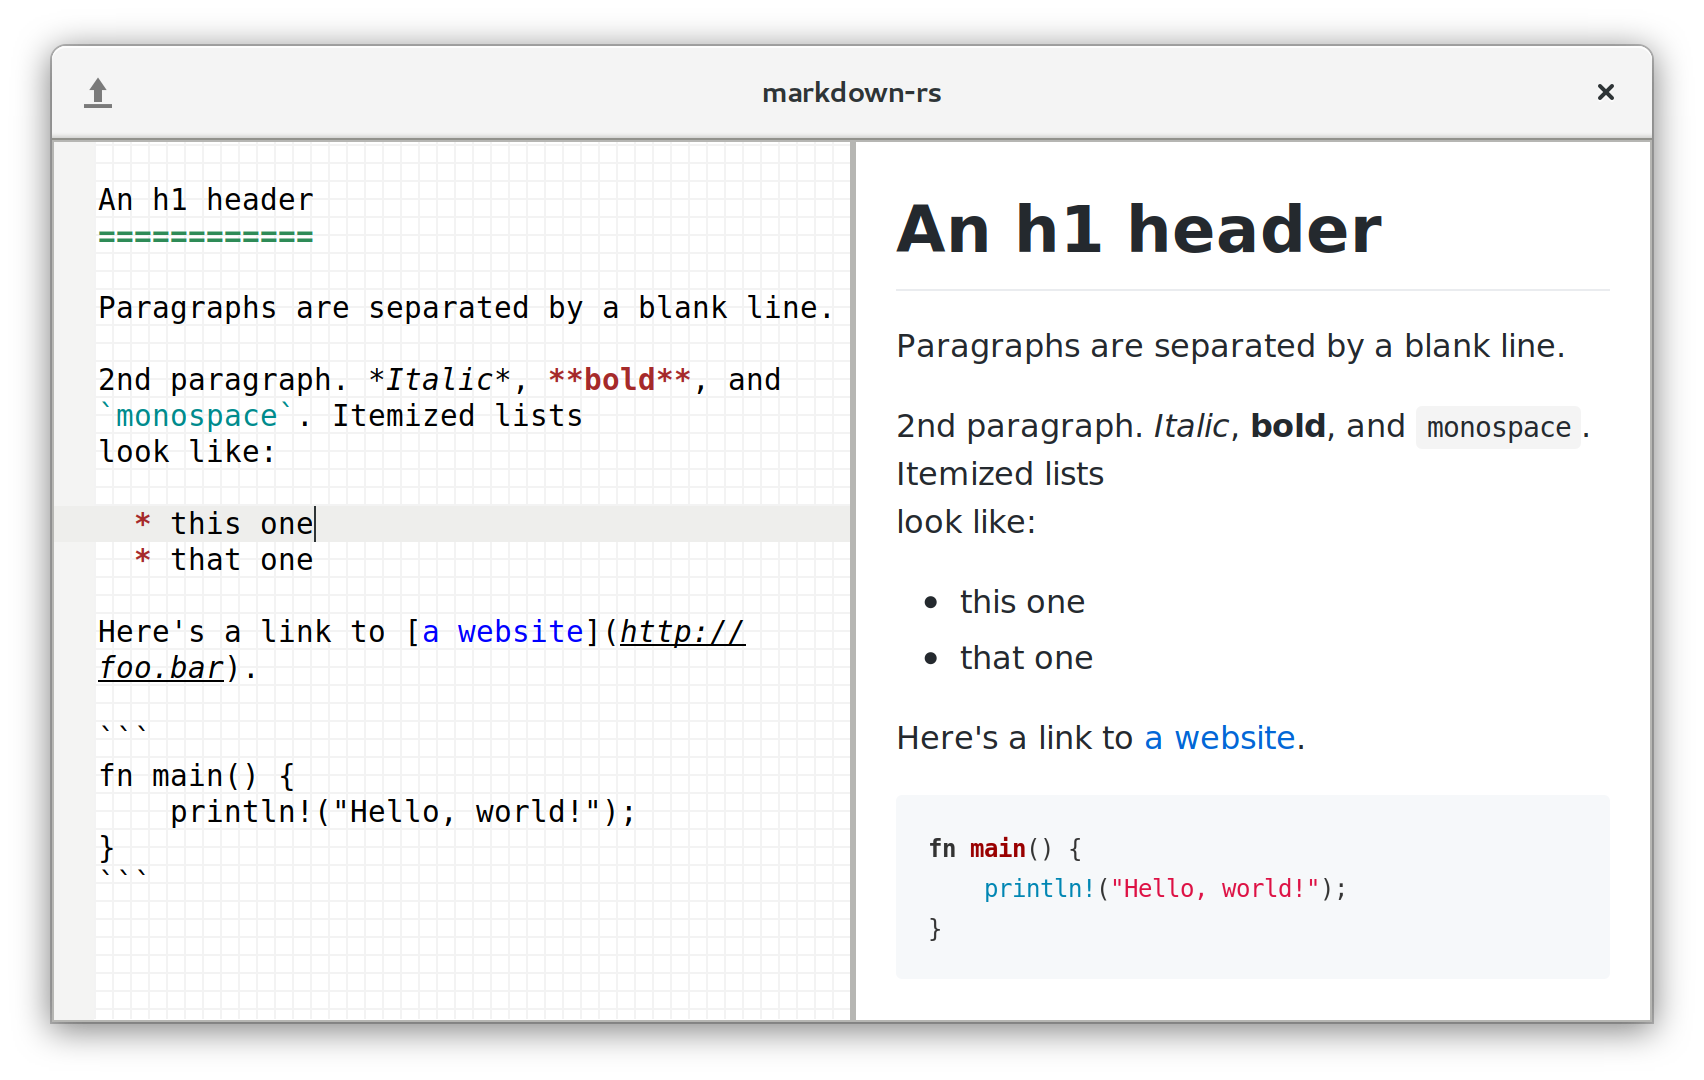 markdown-rs
An h1 header
============
Paragraphs are separated by a blank line.
2nd paragraph. *Italic*, **bold**, and
`monospace`. Itemized lists
look like:
* this one
* that one
Here's a link to [a website](http://
foo.bar).
```
fn main() {
    println!("Hello, world!");
}
```
An h1 header
Paragraphs are separated by a blank line.
2nd paragraph. Italic, bold, and monospace.
Itemized lists
look like:
• this one
• that one
Here's a link to a website.
fn main() {
    println!("Hello, world!");
}